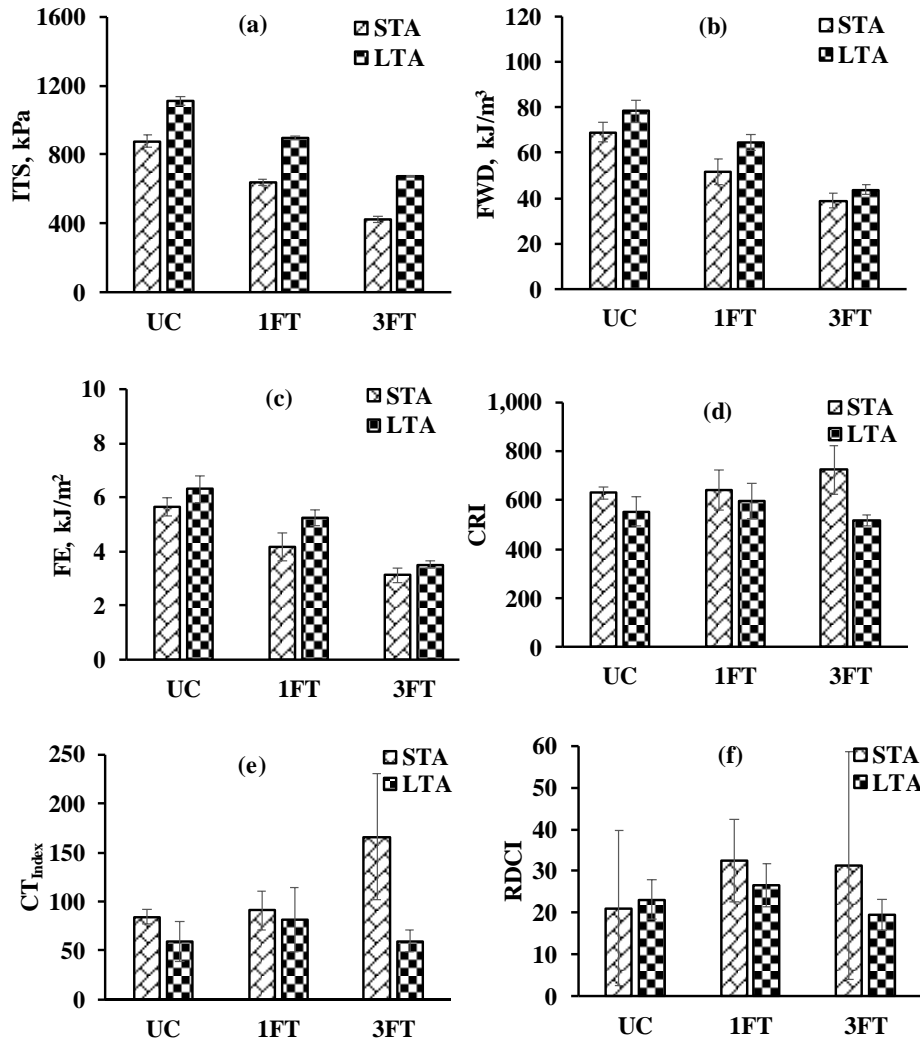 (a)
STA
LTA
1600
1200
800
400
0
ITS, kPa
UC 1FT 3FT
(b)
STA
LTA
120
100
80
60
40
20
0
FWD, kJ/m³
UC 1FT 3FT
(c)
STA
LTA
10
8
6
4
2
0
FE, kJ/m²
UC 1FT 3FT
(d)
STA
LTA
1,000
800
600
400
200
0
CRI
UC 1FT 3FT
(e)
STA
LTA
250
200
150
100
50
0
CT_Index
UC 1FT 3FT
(f)
STA
LTA
60
50
40
30
20
10
0
RDCI
UC 1FT 3FT